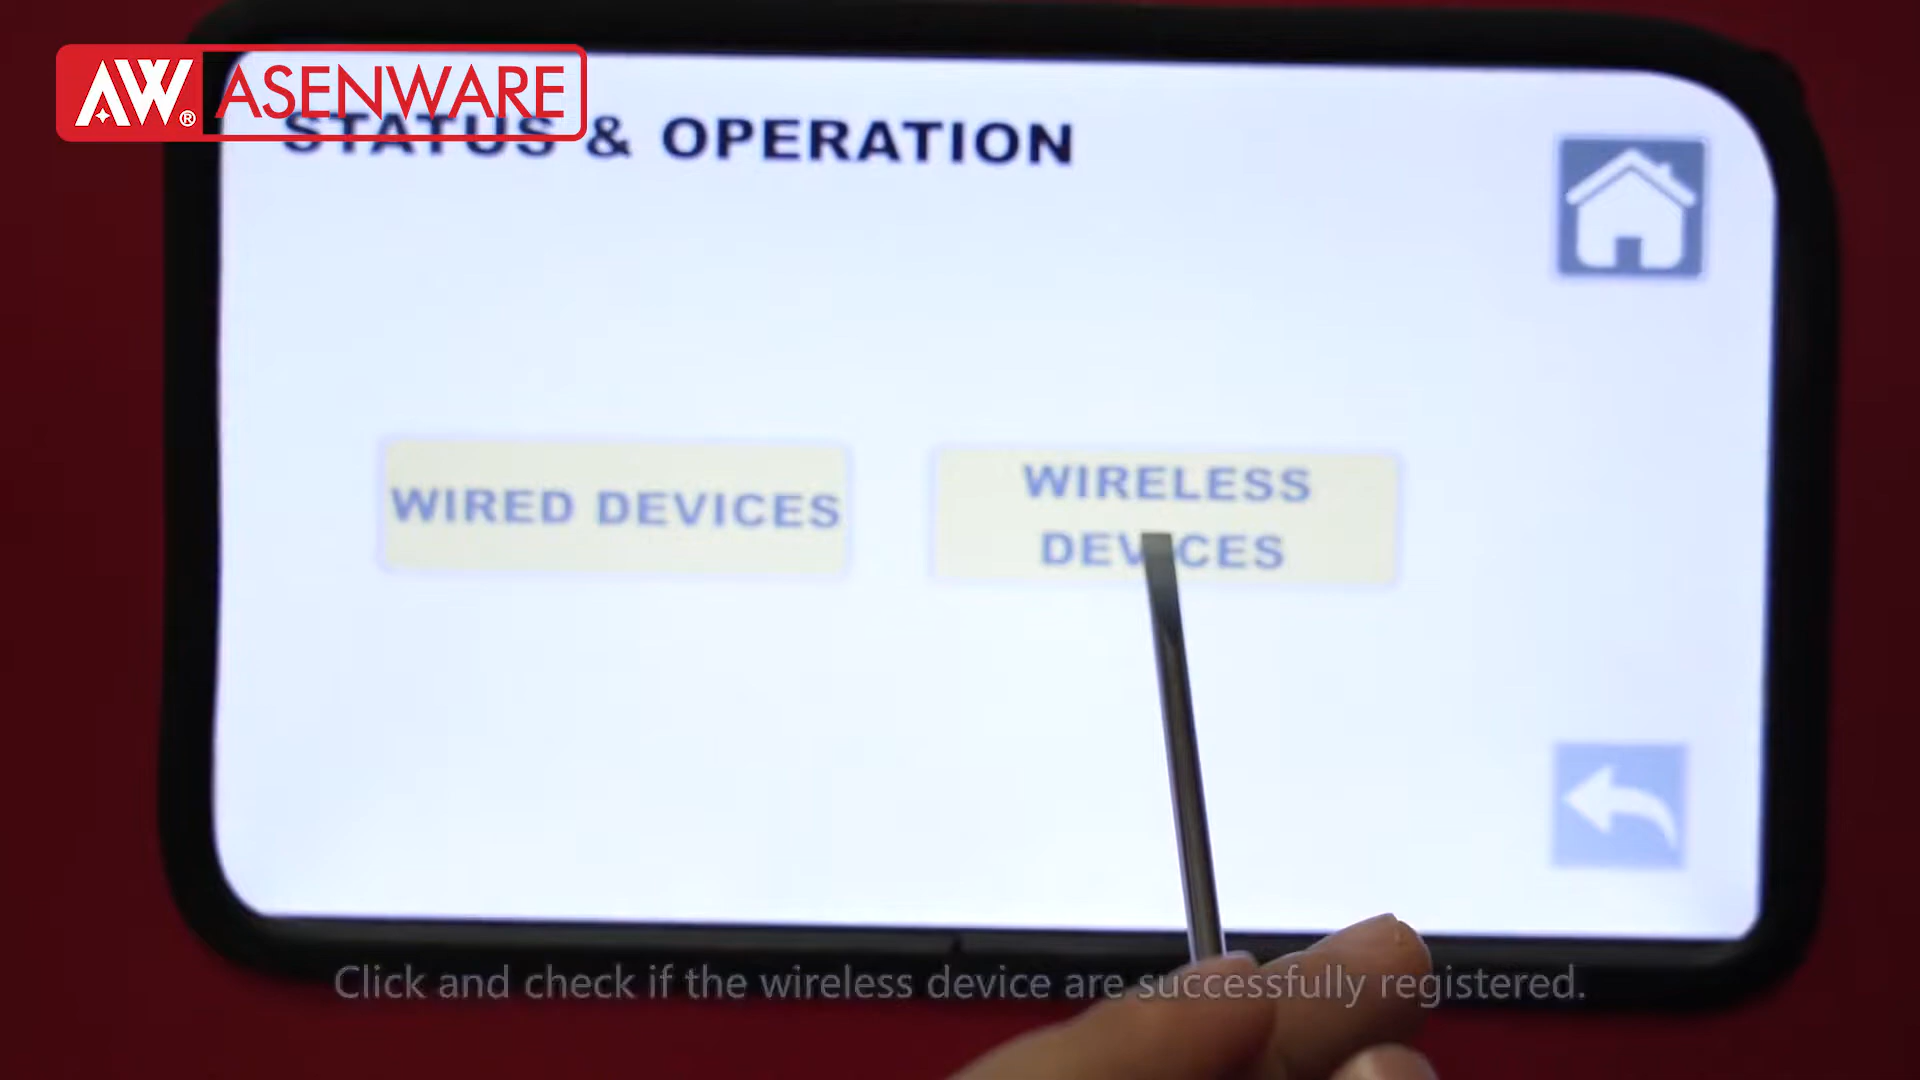 AW® ASENWARE
STATUS & OPERATION
WIRED DEVICES
WIRELESS
DEVICES
Click and check if the wireless device are successfully registered.